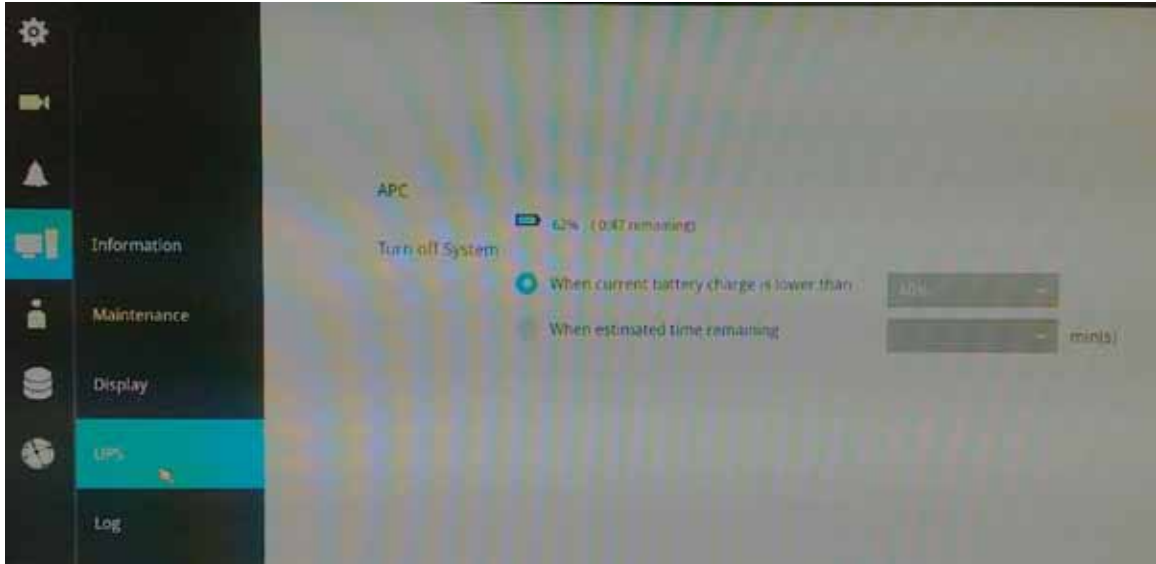 APC
62% (0:47 remaining)
Information
Turn off System
When current battery charge is lower than
Maintenance
When estimated time remaining
min(s)
Display
UPS
Log